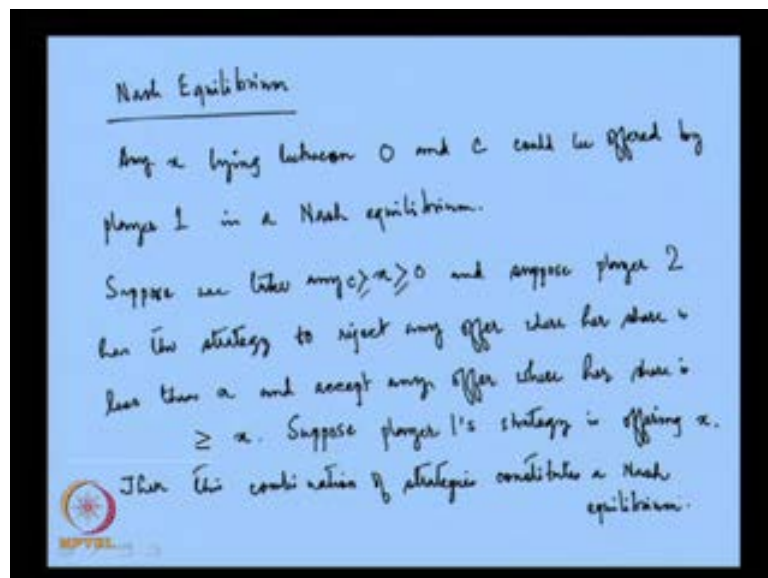 Nash Equilibrium
Any x lying between 0 and c could be offered by
player 1 in a Nash equilibrium.
Suppose we take any c ≥ x ≥ 0 and suppose player 2
has the strategy to reject any offer where her share is
less than x and accept any offer where her share is
≥ x. Suppose player 1's strategy is offering x.
Then this combination of strategies constitutes a Nash
equilibrium.
NPTEL